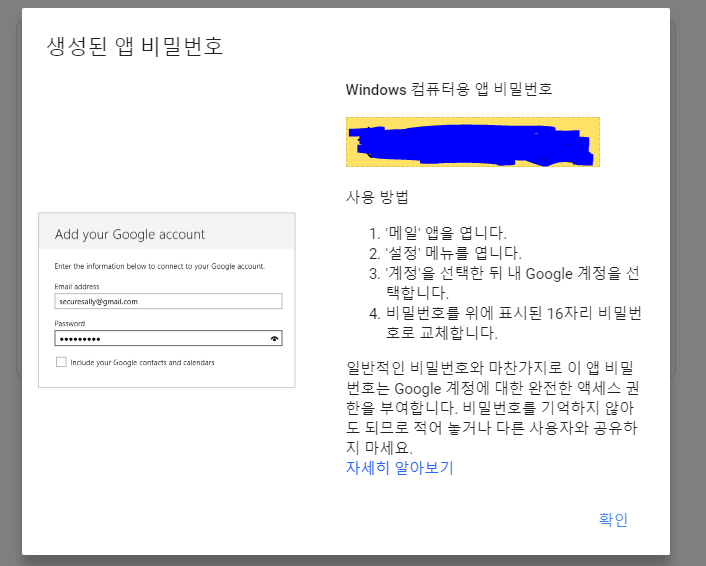 생성된 앱 비밀번호
Windows 컴퓨터용 앱 비밀번호
사용 방법
1. '메일' 앱을 엽니다.
2. '설정' 메뉴를 엽니다.
3. '계정'을 선택한 뒤 내 Google 계정을 선
택합니다.
4. 비밀번호를 위에 표시된 16자리 비밀번
호로 교체합니다.
일반적인 비밀번호와 마찬가지로 이 앱 비밀
번호는 Google 계정에 대한 완전한 액세스 권
한을 부여합니다. 비밀번호를 기억하지 않아
도 되므로 적어 놓거나 다른 사용자와 공유하
지 마세요.
자세히 알아보기
확인
Add your Google account
Enter the information below to connect to your Google account.
Email address
securesally@gmail.com
Password
•••••••••
Include your Google contacts and calendars